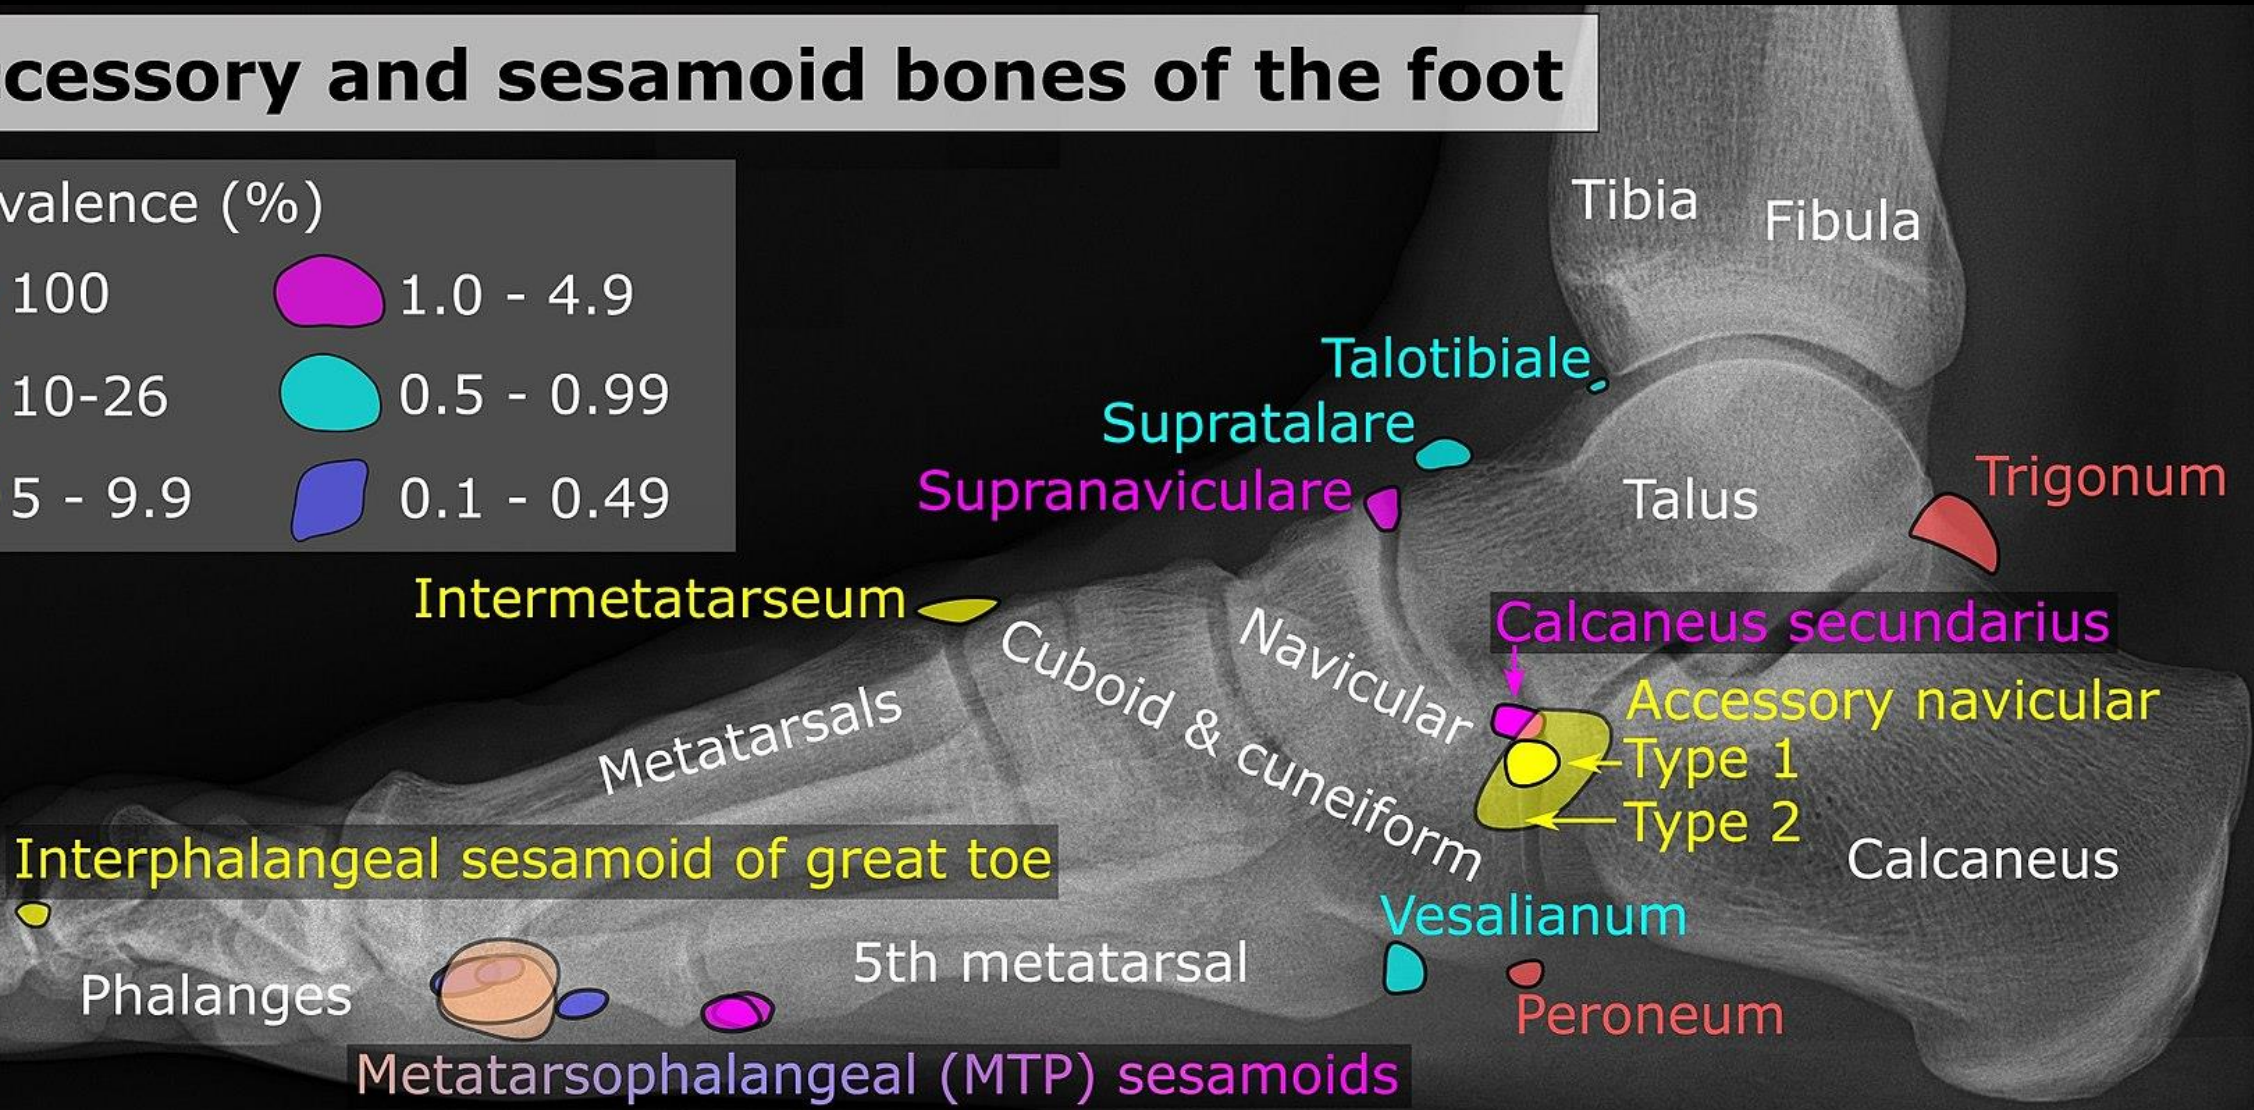 ccessory and sesamoid bones of the foot
valence (%)
100 1.0 - 4.9
10-26 0.5 - 0.99
5 - 9.9 0.1 - 0.49
Tibia
Fibula
Talotibiale
Supratalare
Supranaviculare
Talus
Trigonum
Intermetatarseum
Calcaneus secundarius
Navicular
Cuboid & cuneiform
Metatarsals
Accessory navicular
Type 1
Type 2
Calcaneus
Interphalangeal sesamoid of great toe
Vesalianum
5th metatarsal
Phalanges
Peroneum
Metatarsophalangeal (MTP) sesamoids